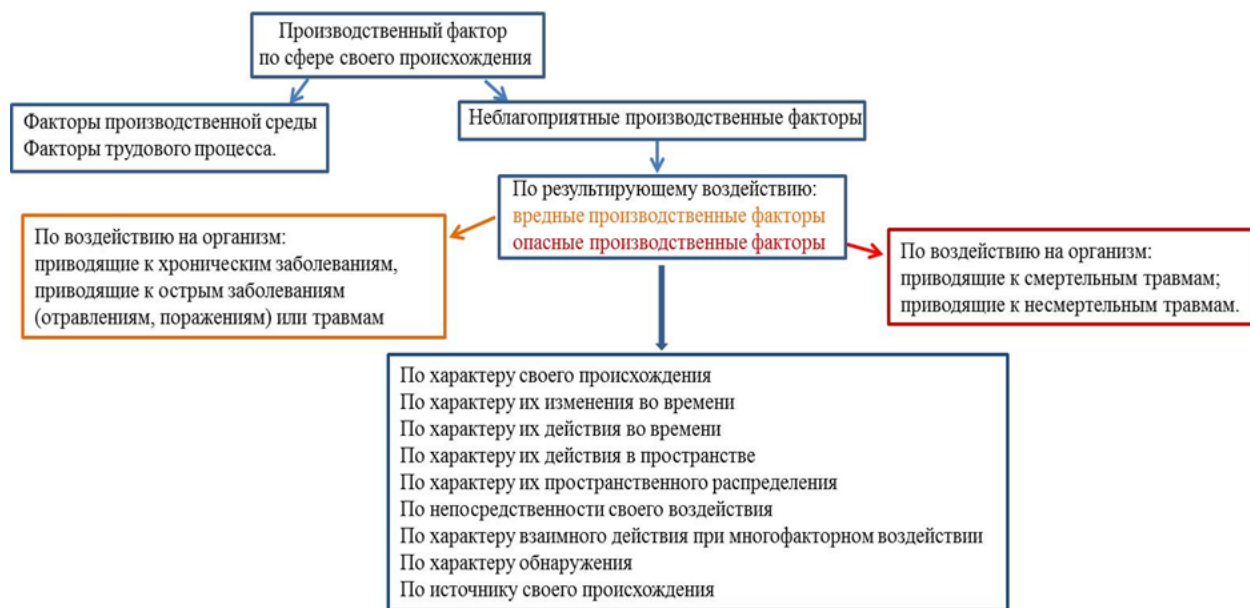 Производственный фактор
по сфере своего происхождения
Факторы производственной среды
Факторы трудового процесса.
Неблагоприятные производственные факторы
По результирующему воздействию:
вредные производственные факторы
опасные производственные факторы
По воздействию на организм:
приводящие к хроническим заболеваниям,
приводящие к острым заболеваниям
(отравлениям, поражениям) или травмам
По воздействию на организм:
приводящие к смертельным травмам;
приводящие к несмертельным травмам.
По характеру своего происхождения
По характеру их изменения во времени
По характеру их действия во времени
По характеру их действия в пространстве
По характеру их пространственного распределения
По непосредственности своего воздействия
По характеру взаимного действия при многофакторном воздействии
По характеру обнаружения
По источнику своего происхождения